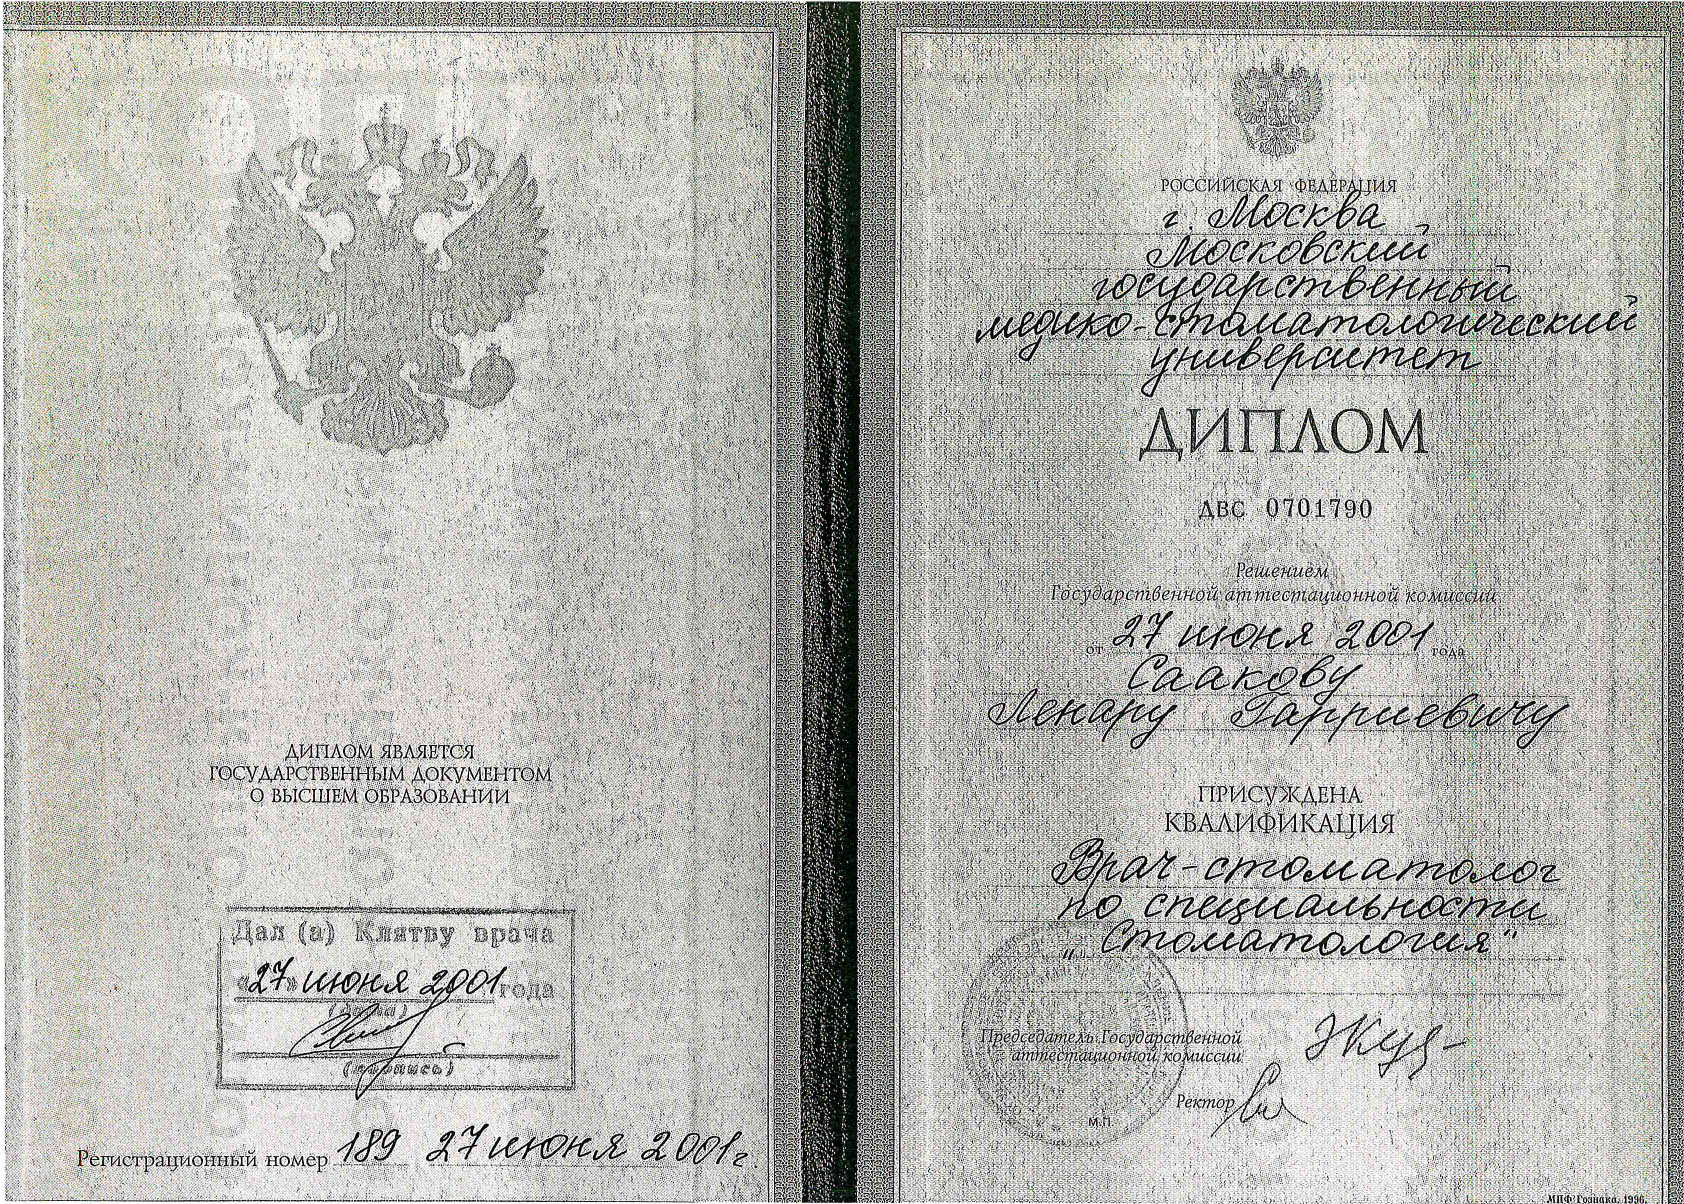 ДИПЛОМ ЯВЛЯЕТСЯ
ГОСУДАРСТВЕННЫМ ДОКУМЕНТОМ
О ВЫСШЕМ ОБРАЗОВАНИИ
Дал (а) Клятву врача
«27» июня 2001 года
(дата)
(подпись)
Регистрационный номер 189 27 июня 2001г.
РОССИЙСКАЯ ФЕДЕРАЦИЯ
г. Москва
Московский
государственный
медико-стоматологический
университет
ДИПЛОМ
ДВС 0701790
Решением
Государственной аттестационной комиссии
от 27 июня 2001 года
Саакову
Ленару Гарриевичу
ПРИСУЖДЕНА
КВАЛИФИКАЦИЯ
Врач-стоматолог
по специальности
„Стоматология“
Председатель Государственной
аттестационной комиссии
Ректор
М.П.
МПФ Гознака. 1996.